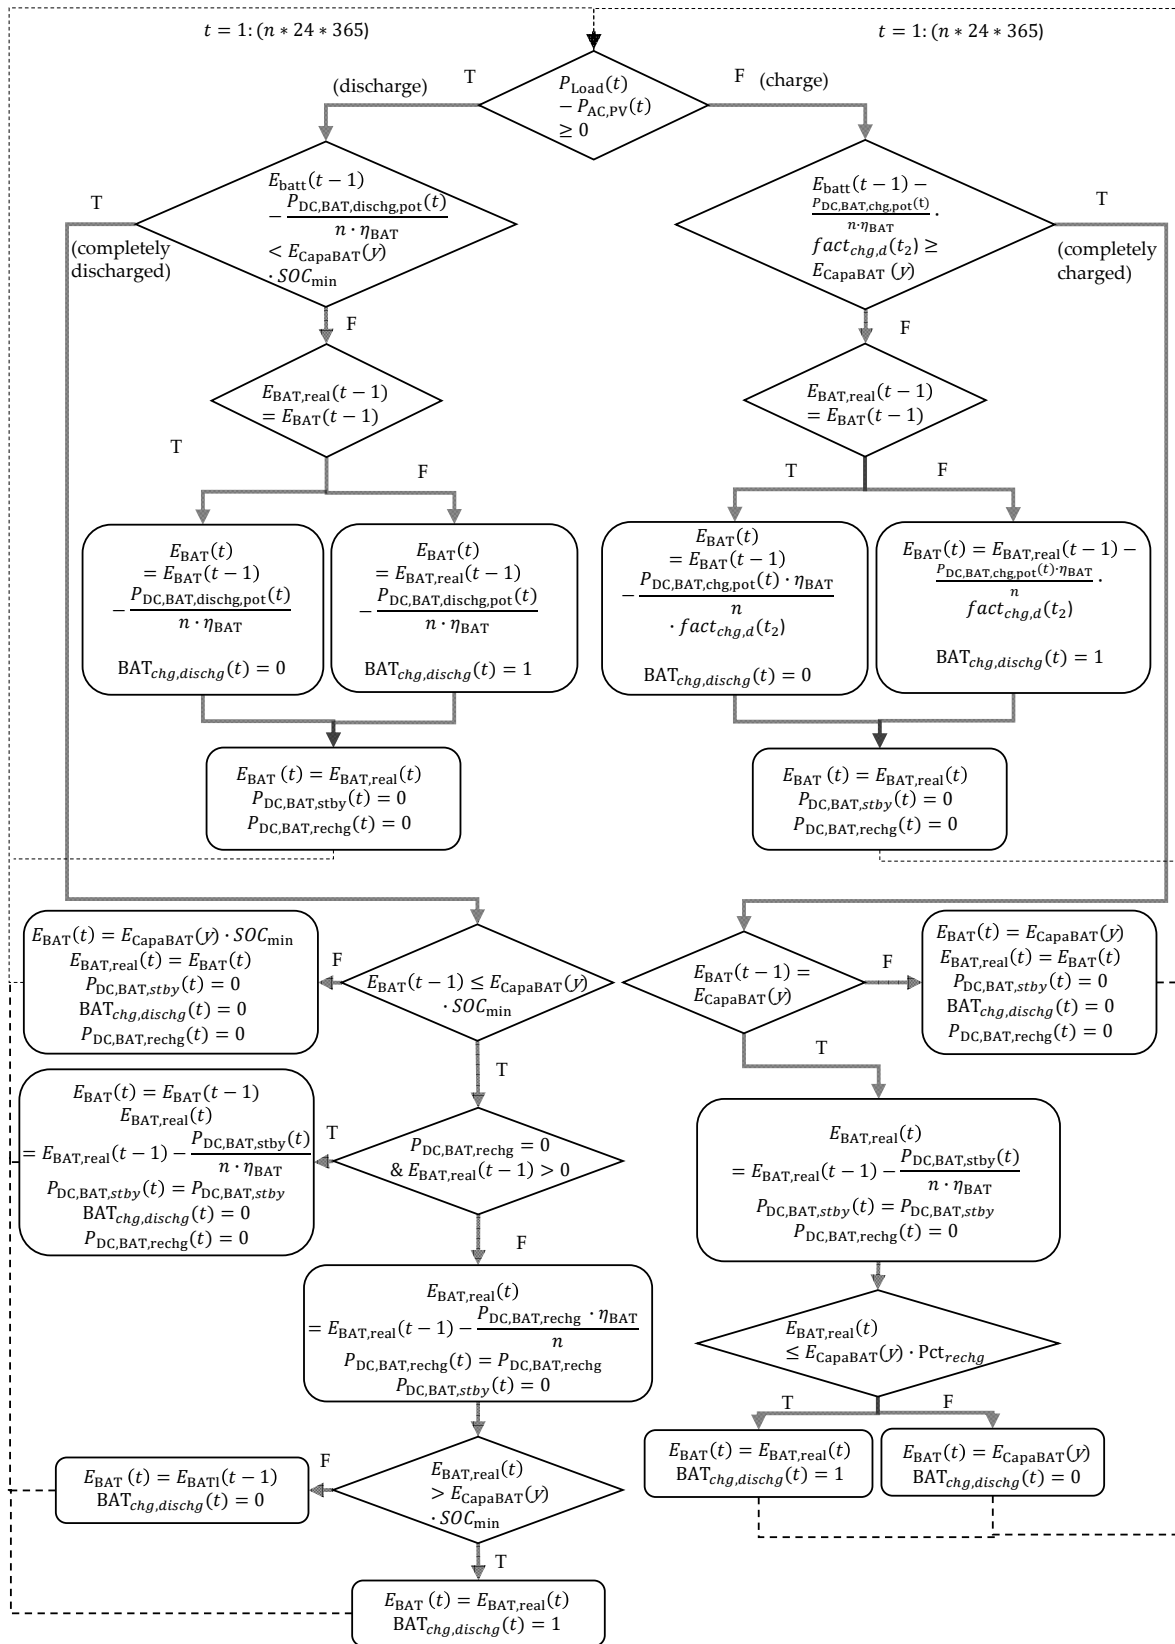 t = 1: (n * 24 * 365)
t = 1: (n * 24 * 365)
T
F
(discharge)
(charge)
P_Load(t)
− P_AC,PV(t)
≥ 0
T
(completely
discharged)
E_batt(t − 1)
− P_DC,BAT,dischg,pot(t) / n · η_BAT
< E_CapaBAT(y)
· SOC_min
F
E_batt(t − 1) −
P_DC,BAT,chg,pot(t) / n·η_BAT ·
fact_chg,d(t_2) ≥
E_CapaBAT (y)
T
(completely
charged)
F
E_BAT,real(t − 1)
= E_BAT(t − 1)
T
F
E_BAT,real(t − 1)
= E_BAT(t − 1)
T
F
E_BAT(t)
= E_BAT(t − 1)
− P_DC,BAT,dischg,pot(t) / n · η_BAT
BAT_chg,dischg(t) = 0
E_BAT(t)
= E_BAT,real(t − 1)
− P_DC,BAT,dischg,pot(t) / n · η_BAT
BAT_chg,dischg(t) = 1
E_BAT(t)
= E_BAT(t − 1)
− P_DC,BAT,chg,pot(t) · η_BAT / n
· fact_chg,d(t_2)
BAT_chg,dischg(t) = 0
E_BAT(t) = E_BAT,real(t − 1) −
P_DC,BAT,chg,pot(t)·η_BAT / n ·
fact_chg,d(t_2)
BAT_chg,dischg(t) = 1
E_BAT (t) = E_BAT,real(t)
P_DC,BAT,stby(t) = 0
P_DC,BAT,rechg(t) = 0
E_BAT (t) = E_BAT,real(t)
P_DC,BAT,stby(t) = 0
P_DC,BAT,rechg(t) = 0
E_BAT(t) = E_CapaBAT(y) · SOC_min
E_BAT,real(t) = E_BAT(t)
P_DC,BAT,stby(t) = 0
BAT_chg,dischg(t) = 0
P_DC,BAT,rechg(t) = 0
F
E_BAT(t − 1) ≤ E_CapaBAT(y)
· SOC_min
T
E_BAT(t − 1) =
E_CapaBAT(y)
F
T
E_BAT(t) = E_CapaBAT(y)
E_BAT,real(t) = E_BAT(t)
P_DC,BAT,stby(t) = 0
BAT_chg,dischg(t) = 0
P_DC,BAT,rechg(t) = 0
E_BAT(t) = E_BAT(t − 1)
E_BAT,real(t)
= E_BAT,real(t − 1) − P_DC,BAT,stby(t) / n · η_BAT
P_DC,BAT,stby(t) = P_DC,BAT,stby
BAT_chg,dischg(t) = 0
P_DC,BAT,rechg(t) = 0
T
P_DC,BAT,rechg = 0
& E_BAT,real(t − 1) > 0
F
E_BAT,real(t)
= E_BAT,real(t − 1) − P_DC,BAT,stby(t) / n · η_BAT
P_DC,BAT,stby(t) = P_DC,BAT,stby
P_DC,BAT,rechg(t) = 0
E_BAT,real(t)
= E_BAT,real(t − 1) − P_DC,BAT,rechg · η_BAT / n
P_DC,BAT,rechg(t) = P_DC,BAT,rechg
P_DC,BAT,stby(t) = 0
E_BAT,real(t)
≤ E_CapaBAT(y) · Pct_rechg
T
F
E_BAT(t) = E_BAT,real(t)
BAT_chg,dischg(t) = 1
E_BAT(t) = E_CapaBAT(y)
BAT_chg,dischg(t) = 0
E_BAT (t) = E_BATl(t − 1)
BAT_chg,dischg(t) = 0
F
E_BAT,real(t)
> E_CapaBAT(y)
· SOC_min
T
E_BAT (t) = E_BAT,real(t)
BAT_chg,dischg(t) = 1